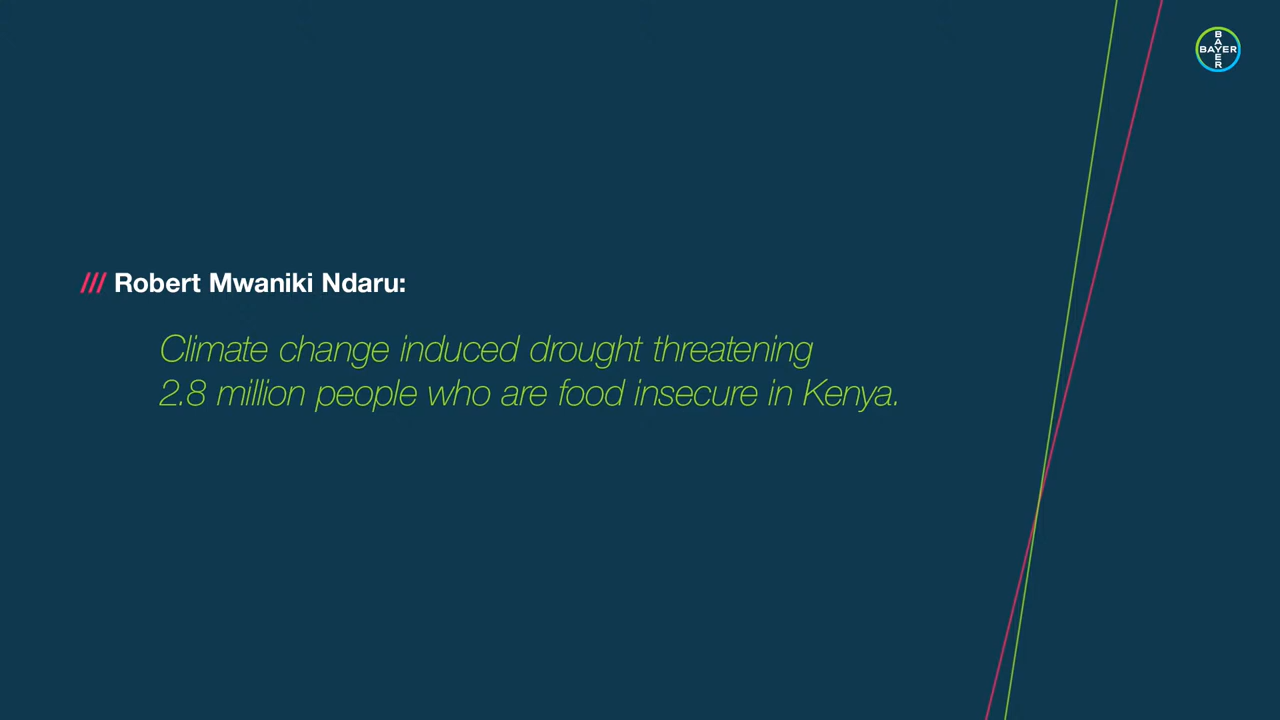 BAYER
BAYER
/// Robert Mwaniki Ndaru:
Climate change induced drought threatening
2.8 million people who are food insecure in Kenya.